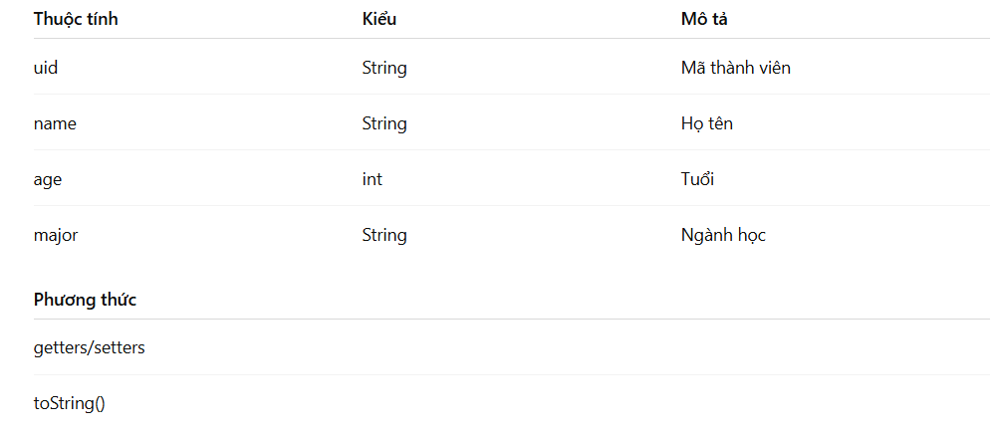 Thuộc tính Kiểu Mô tả
uid String Mã thành viên
name String Họ tên
age int Tuổi
major String Ngành học
Phương thức
getters/setters
toString()